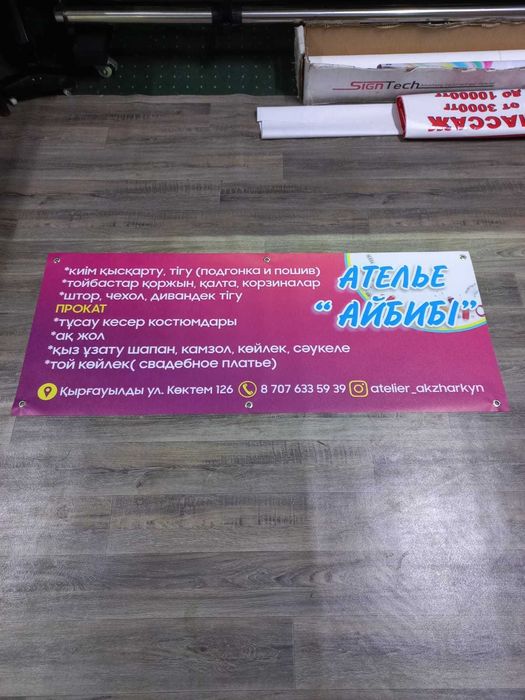 SignTech
МАССАЖ
от 3000тг
до 10000тг
*киім қысқарту, тігу (подгонка и пошив)
*тойбастар қоржын, қалта, корзиналар
*штор, чехол, дивандек тігу
ПРОКАТ
*тұсау кесер костюмдары
*ақ жол
*қыз ұзату шапан, камзол, көйлек, сәукеле
*той көйлек( свадебное платье)
АТЕЛЬЕ
“ АЙБИБІ”
Қырғауылды ул. Көктем 126 8 707 633 59 39 atelier_akzharkyn